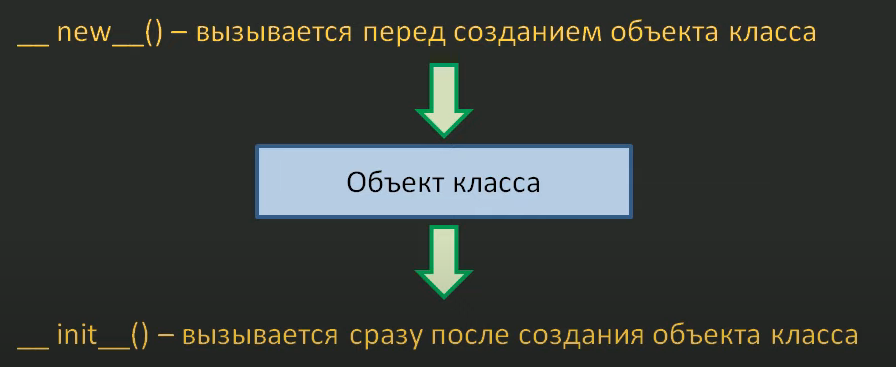 __ new__() – вызывается перед созданием объекта класса
Объект класса
__ init__() – вызывается сразу после создания объекта класса